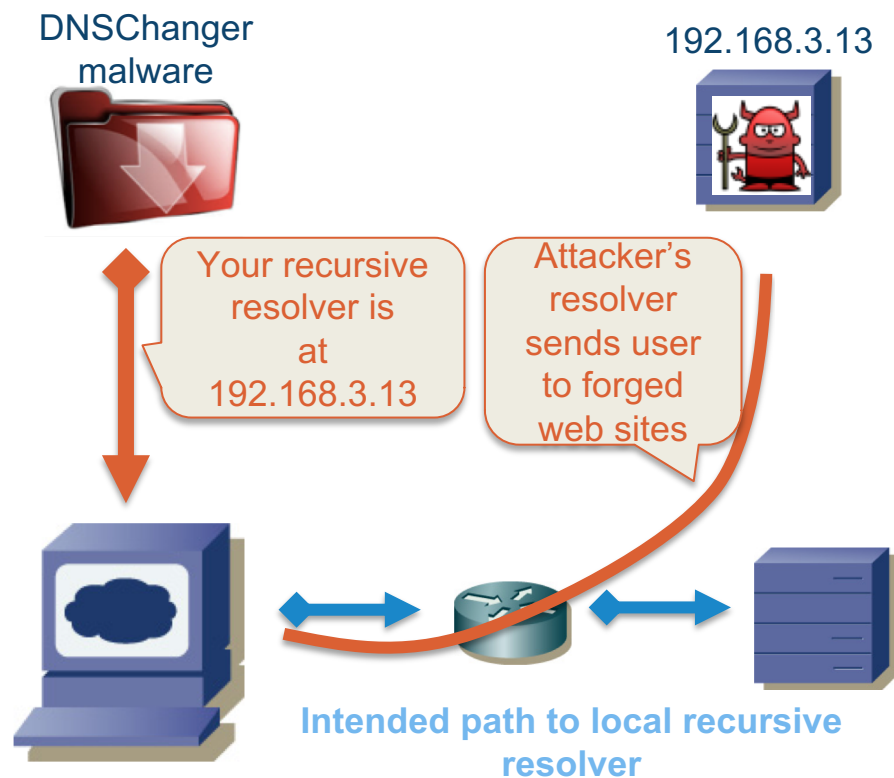 DNSChanger
malware
192.168.3.13
Your recursive
resolver is
at
192.168.3.13
Attacker’s
resolver
sends user
to forged
web sites
Intended path to local recursive
resolver